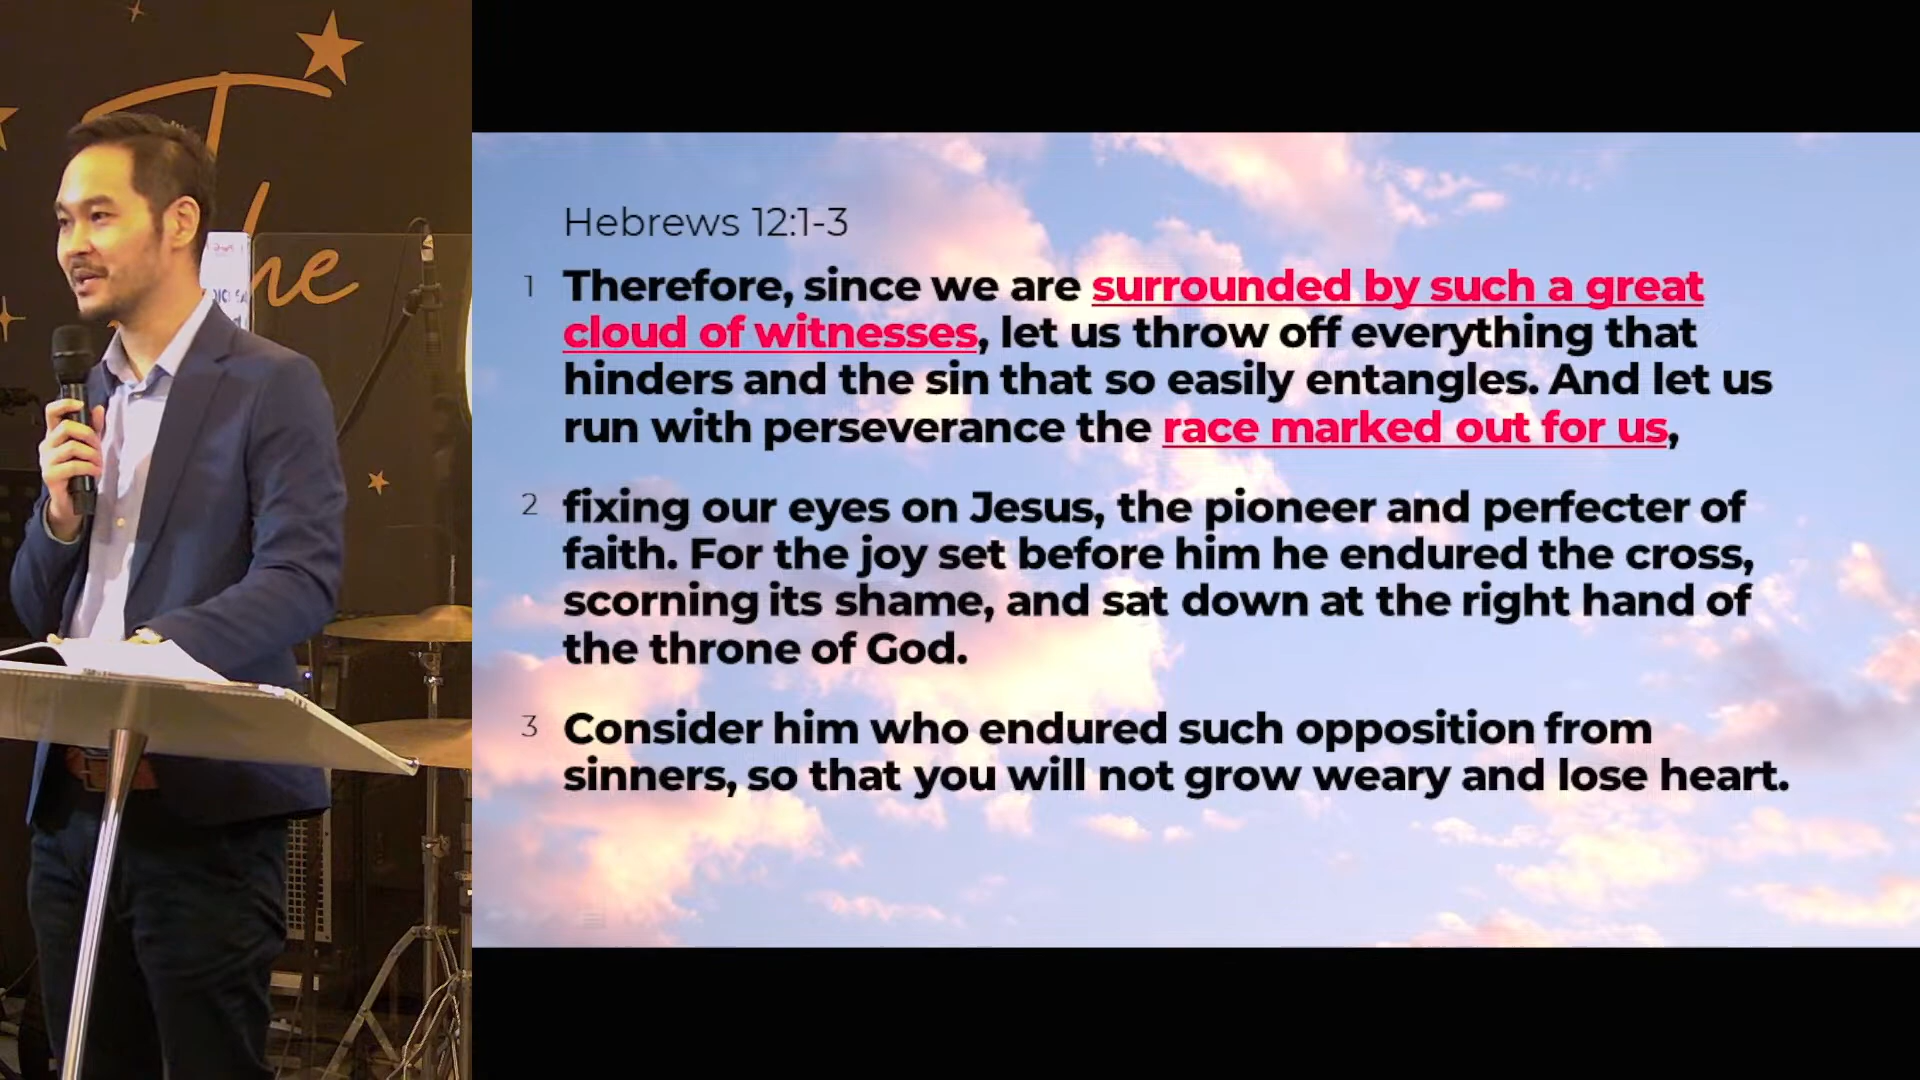 The
Hebrews 12:1-3
1 Therefore, since we are surrounded by such a great
cloud of witnesses, let us throw off everything that
hinders and the sin that so easily entangles. And let us
run with perseverance the race marked out for us,
2 fixing our eyes on Jesus, the pioneer and perfecter of
faith. For the joy set before him he endured the cross,
scorning its shame, and sat down at the right hand of
the throne of God.
3 Consider him who endured such opposition from
sinners, so that you will not grow weary and lose heart.